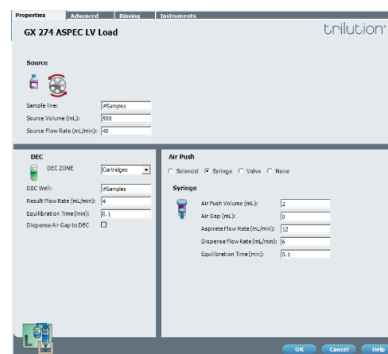 Properties Advanced Rinsing Instruments
GX 274 ASPEC LV Load
trilution
Source
Sample line: #Samples
Source Volume (mL): 500
Source Flow Rate (mL/min): 40
DEC
DEC ZONE Cartridges
DEC Well: #Samples
Result Flow Rate (mL/min): 4
Equilibration Time(min): 0.1
Dispense Air Gap to DEC
Air Push
Solenoid Syringe Valve None
Syringe
Air Push Volume (mL): 2
Air Gap (mL): 0
Aspirate Flow Rate(mL/min): 12
Dispense Flow Rate(mL/min): 6
Equilibration Time(min): 0.1
L
OK Cancel Help